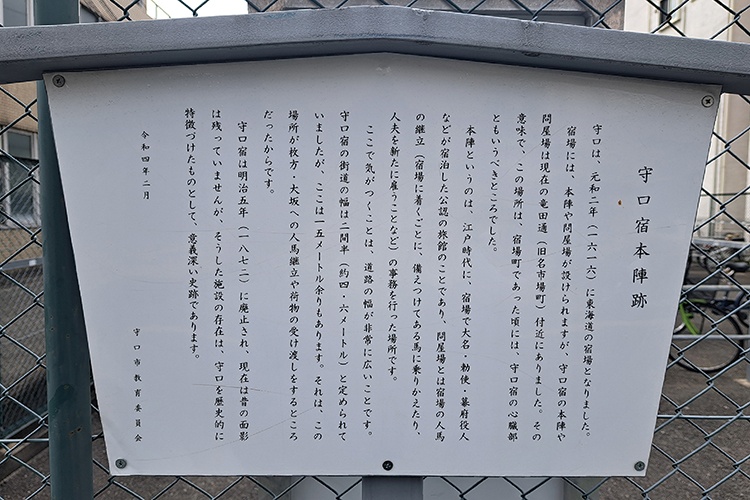 守口宿本陣跡
守口は、元和二年（一六一六）に東海道の宿場となりました。
宿場には、本陣や問屋場が設けられますが、守口宿の本陣や
問屋場は現在の竜田通（旧名市場町）付近にありました。その
意味で、この場所は、宿場町であった頃には、守口宿の心臓部
ともいうべきところでした。
本陣というのは、江戸時代に、宿場で大名・勅使・幕府役人
などが宿泊した公認の旅館のことであり、問屋場とは宿場の人馬
の継立（宿場に着くごとに、備えつけてある馬に乗りかえたり、
人夫を新たに雇うことなど）の事務を行った場所です。
ここで気がつくことは、道路の幅が非常に広いことです。
守口宿の街道の幅は二間半（約四・六メートル）と定められて
いましたが、ここは一五メートル余りもあります。それは、この
場所が枚方、大坂への人馬継立や荷物の受け渡しをするところ
だったからです。
守口宿は明治五年（一八七二）に廃止され、現在は昔の面影
は残っていませんが、そうした施設の存在は、守口を歴史的に
特徴づけたものとして、意義深い史跡であります。
令和四年二月
守口市教育委員会